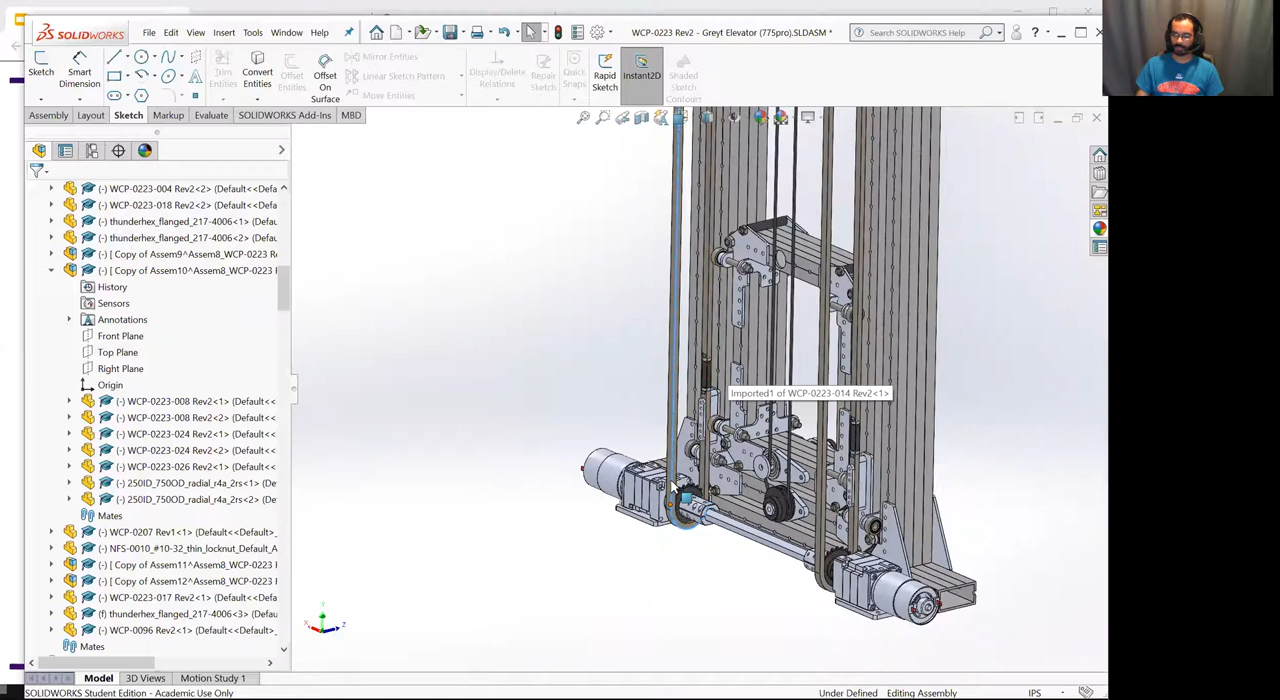 SOLIDWORKS File Edit View Insert Tools Window Help WCP-0223 Rev2 - Greyt Elevator (775pro).SLDASM * Search SOLIDWORKS Help
Sketch Smart Dimension Trim Entities Convert Entities Offset Entities Offset On Surface Mirror Entities Linear Sketch Pattern Move Entities Display/Delete Relations Repair Sketch Quick Snaps Rapid Sketch Instant2D Shaded Sketch Contours
Assembly Layout Sketch Markup Evaluate SOLIDWORKS Add-Ins MBD
(-) WCP-0223-004 Rev2<2> (Default<<Defa
(-) WCP-0223-018 Rev2<2> (Default<<Defa
(-) thunderhex_flanged_217-4006<1> (Defau
(-) thunderhex_flanged_217-4006<2> (Defau
(-) [ Copy of Assem9^Assem8_WCP-0223 R
(-) [ Copy of Assem10^Assem8_WCP-0223 
History
Sensors
Annotations
Front Plane
Top Plane
Right Plane
Origin
(-) WCP-0223-008 Rev2<1> (Default<<
(-) WCP-0223-008 Rev2<2> (Default<<
(-) WCP-0223-024 Rev2<1> (Default<<
(-) WCP-0223-024 Rev2<2> (Default<<
(-) WCP-0223-026 Rev2<1> (Default<<
(-) 250ID_750OD_radial_r4a_2rs<1> (De
(-) 250ID_750OD_radial_r4a_2rs<2> (De
Mates
(-) WCP-0207 Rev1<1> (Default<<Default>_
(-) NFS-0010_#10-32_thin_locknut_Default_A
(-) [ Copy of Assem11^Assem8_WCP-0223 
(-) [ Copy of Assem12^Assem8_WCP-0223 
(-) WCP-0223-017 Rev2<1> (Default<<Defa
(f) thunderhex_flanged_217-4006<3> (Defau
(-) WCP-0096 Rev2<1> (Default<<Default>_
Mates
Imported1 of WCP-0223-014 Rev2<1>
Y
X
Z
Model 3D Views Motion Study 1
SOLIDWORKS Student Edition - Academic Use Only Under Defined Editing Assembly IPS